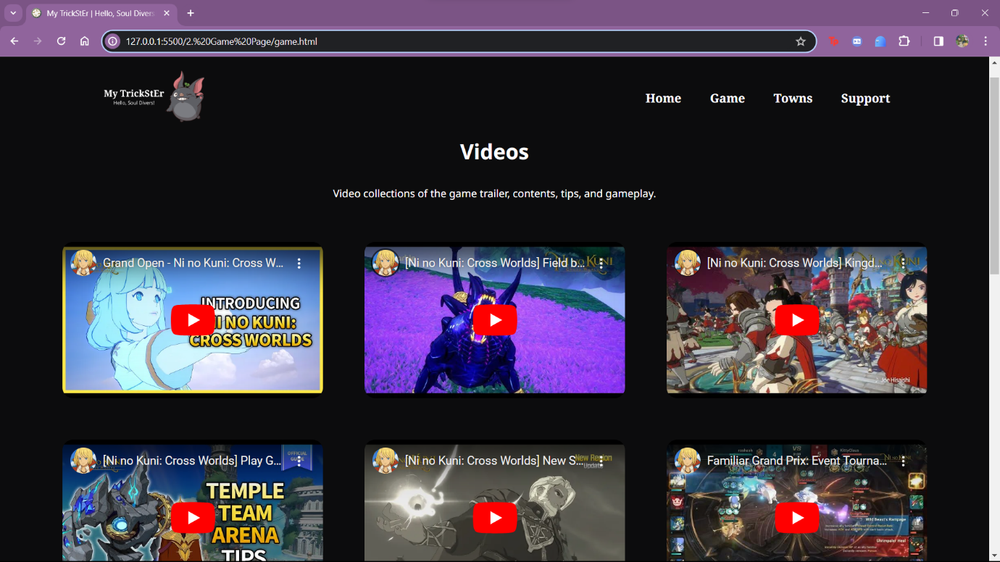 My TrickStEr | Hello, Soul Divers
127.0.0.1:5500/2.%20Game%20Page/game.html
My TrickStEr
Hello, Soul Divers!
Home Game Towns Support
Videos
Video collections of the game trailer, contents, tips, and gameplay.
Grand Open - Ni no Kuni: Cross W...
INTRODUCING
NI NO KUNI:
CROSS WORLDS
[Ni no Kuni: Cross Worlds] Field b...
[Ni no Kuni: Cross Worlds] Kingd...
Joe Hisaishi
[Ni no Kuni: Cross Worlds] Play G...
OFFICIAL
GUIDE
TEMPLE
TEAM
ARENA
TIPS
[Ni no Kuni: Cross Worlds] New S...
New Region
Update
Familiar Grand Prix: Event Tourna...
4 VS 5
KittyClaus
Wild Beast's Rampage
Shrimpaler Heal